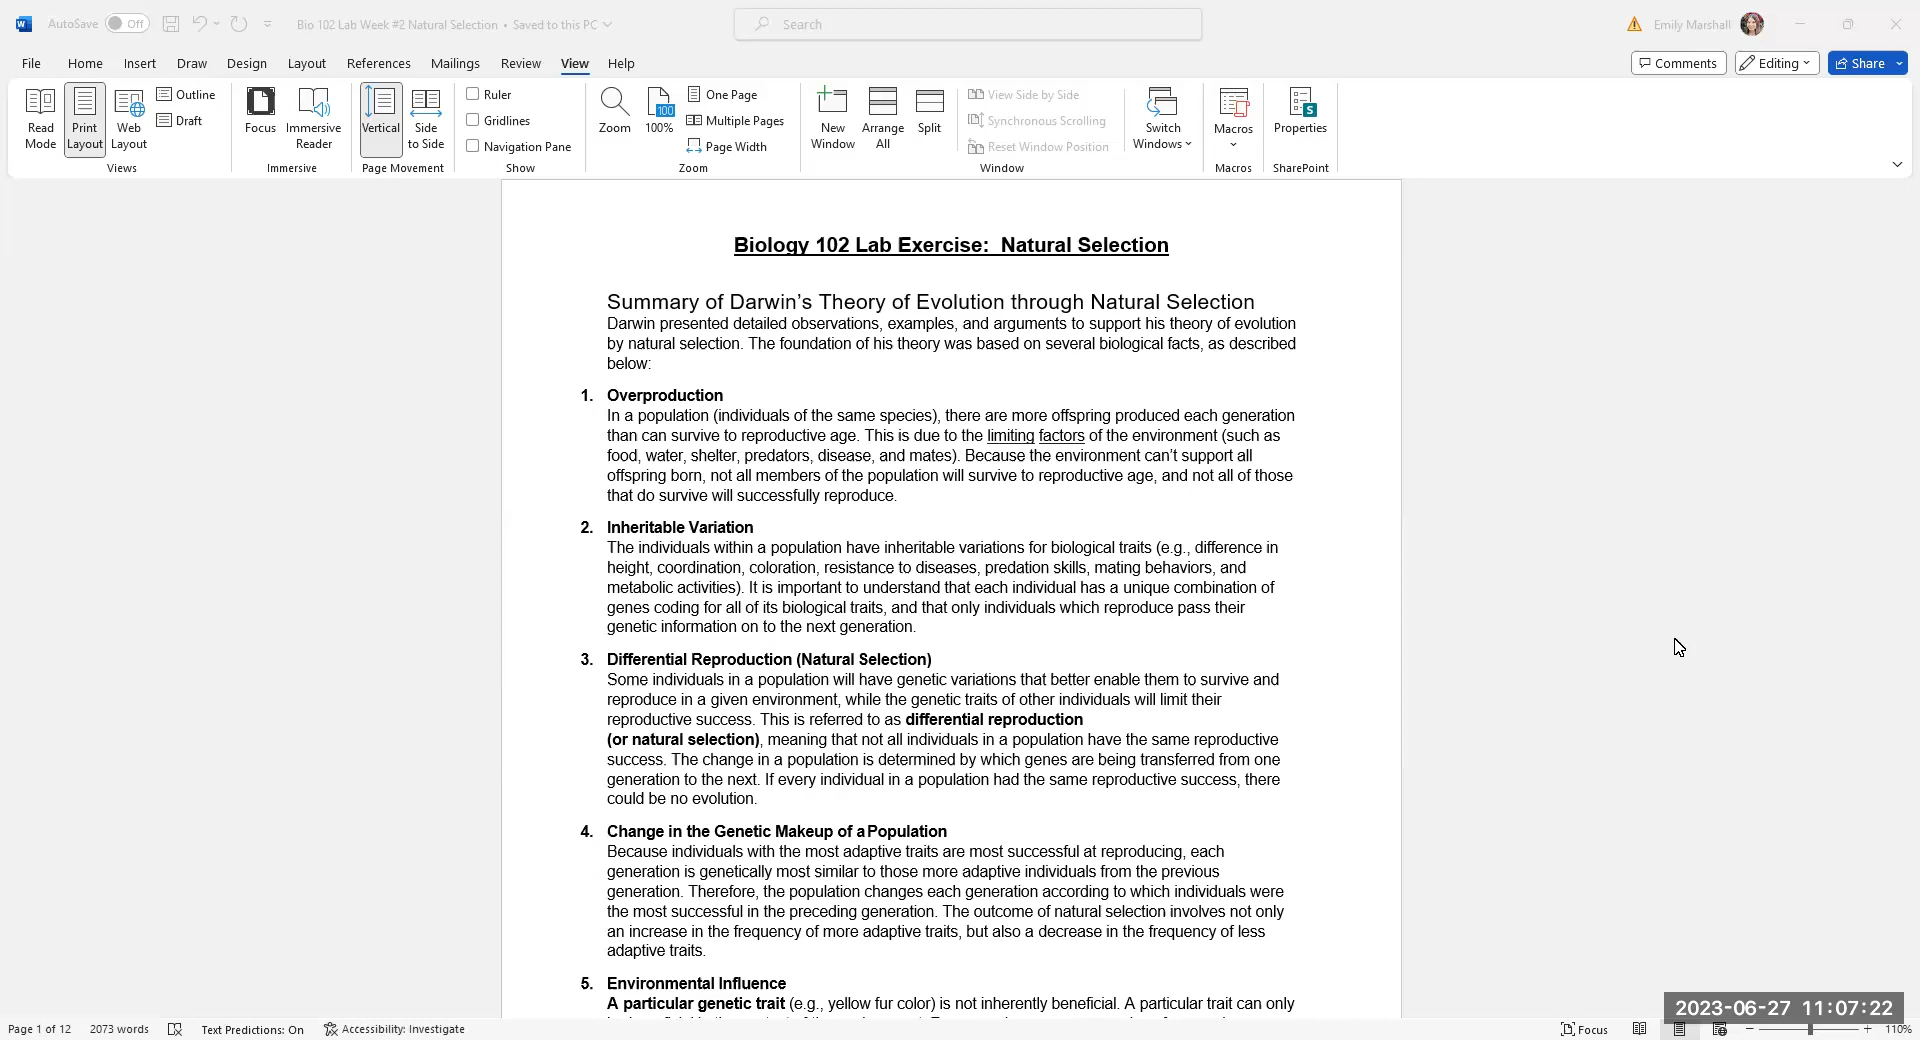 AutoSave Off Bio 102 Lab Week #2 Natural Selection • Saved to this PC Search Emily Marshall
File Home Insert Draw Design Layout References Mailings Review View Help Comments Editing Share
Read Mode Print Layout Web Layout Outline Draft
Views
Focus Immersive Reader
Immersive
Vertical Side to Side
Page Movement
Ruler
Gridlines
Navigation Pane
Show
Zoom 100 100% One Page
Multiple Pages
Page Width
Zoom
New Window Arrange All Split View Side by Side
Synchronous Scrolling
Reset Window Position
Switch Windows
Window
Macros
Macros
Properties
SharePoint
Biology 102 Lab Exercise: Natural Selection
Summary of Darwin’s Theory of Evolution through Natural Selection
Darwin presented detailed observations, examples, and arguments to support his theory of evolution
by natural selection. The foundation of his theory was based on several biological facts, as described
below:
1. Overproduction
In a population (individuals of the same species), there are more offspring produced each generation
than can survive to reproductive age. This is due to the limiting factors of the environment (such as
food, water, shelter, predators, disease, and mates). Because the environment can’t support all
offspring born, not all members of the population will survive to reproductive age, and not all of those
that do survive will successfully reproduce.
2. Inheritable Variation
The individuals within a population have inheritable variations for biological traits (e.g., difference in
height, coordination, coloration, resistance to diseases, predation skills, mating behaviors, and
metabolic activities). It is important to understand that each individual has a unique combination of
genes coding for all of its biological traits, and that only individuals which reproduce pass their
genetic information on to the next generation.
3. Differential Reproduction (Natural Selection)
Some individuals in a population will have genetic variations that better enable them to survive and
reproduce in a given environment, while the genetic traits of other individuals will limit their
reproductive success. This is referred to as differential reproduction
(or natural selection), meaning that not all individuals in a population have the same reproductive
success. The change in a population is determined by which genes are being transferred from one
generation to the next. If every individual in a population had the same reproductive success, there
could be no evolution.
4. Change in the Genetic Makeup of a Population
Because individuals with the most adaptive traits are most successful at reproducing, each
generation is genetically most similar to those more adaptive individuals from the previous
generation. Therefore, the population changes each generation according to which individuals were
the most successful in the preceding generation. The outcome of natural selection involves not only
an increase in the frequency of more adaptive traits, but also a decrease in the frequency of less
adaptive traits.
5. Environmental Influence
A particular genetic trait (e.g., yellow fur color) is not inherently beneficial. A particular trait can only
2023-06-27 11:07:22
Page 1 of 12 2073 words Text Predictions: On Accessibility: Investigate Focus 110%